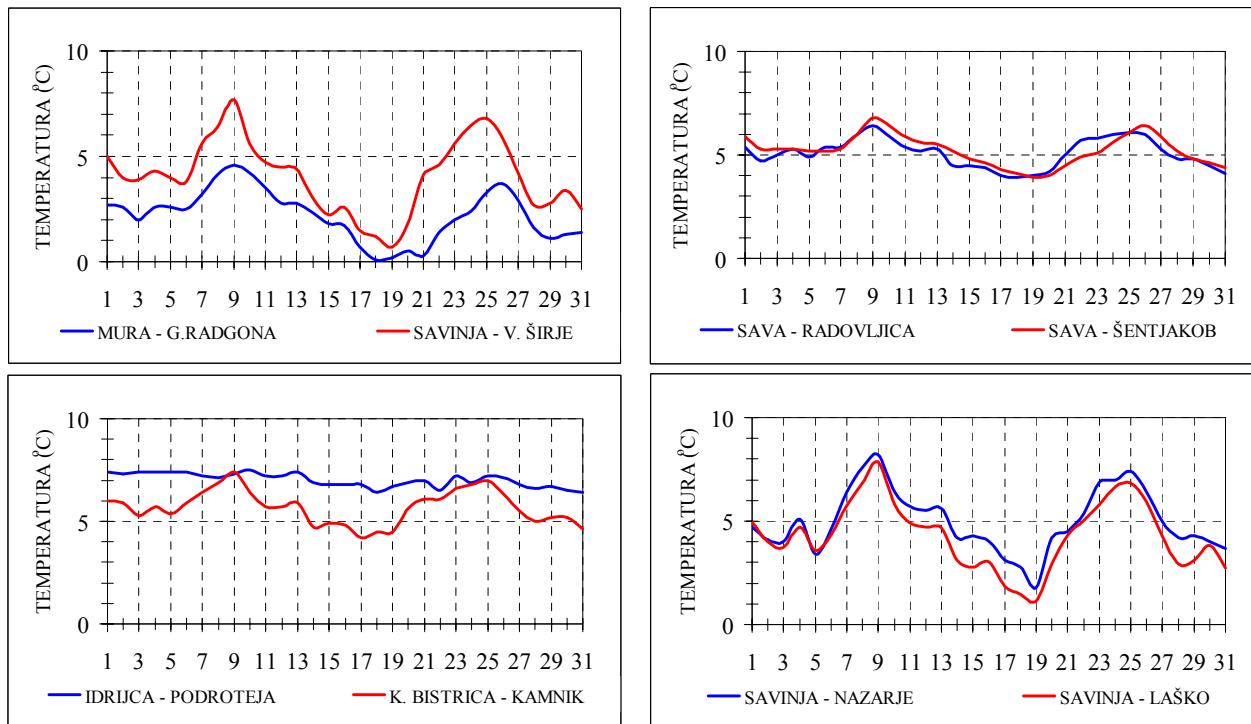 TEMPERATURA (ºC)
10
5
0
1 3 5 7 9 11 13 15 17 19 21 23 25 27 29 31
MURA - G.RADGONA SAVINJA - V. ŠIRJE
TEMPERATURA (ºC)
10
5
0
1 3 5 7 9 11 13 15 17 19 21 23 25 27 29 31
SAVA - RADOVLJICA SAVA - ŠENTJAKOB
TEMPERATURA (ºC)
10
5
0
1 3 5 7 9 11 13 15 17 19 21 23 25 27 29 31
IDRIJCA - PODROTEJA K. BISTRICA - KAMNIK
TEMPERATURA (ºC)
10
5
0
1 3 5 7 9 11 13 15 17 19 21 23 25 27 29 31
SAVINJA - NAZARJE SAVINJA - LAŠKO